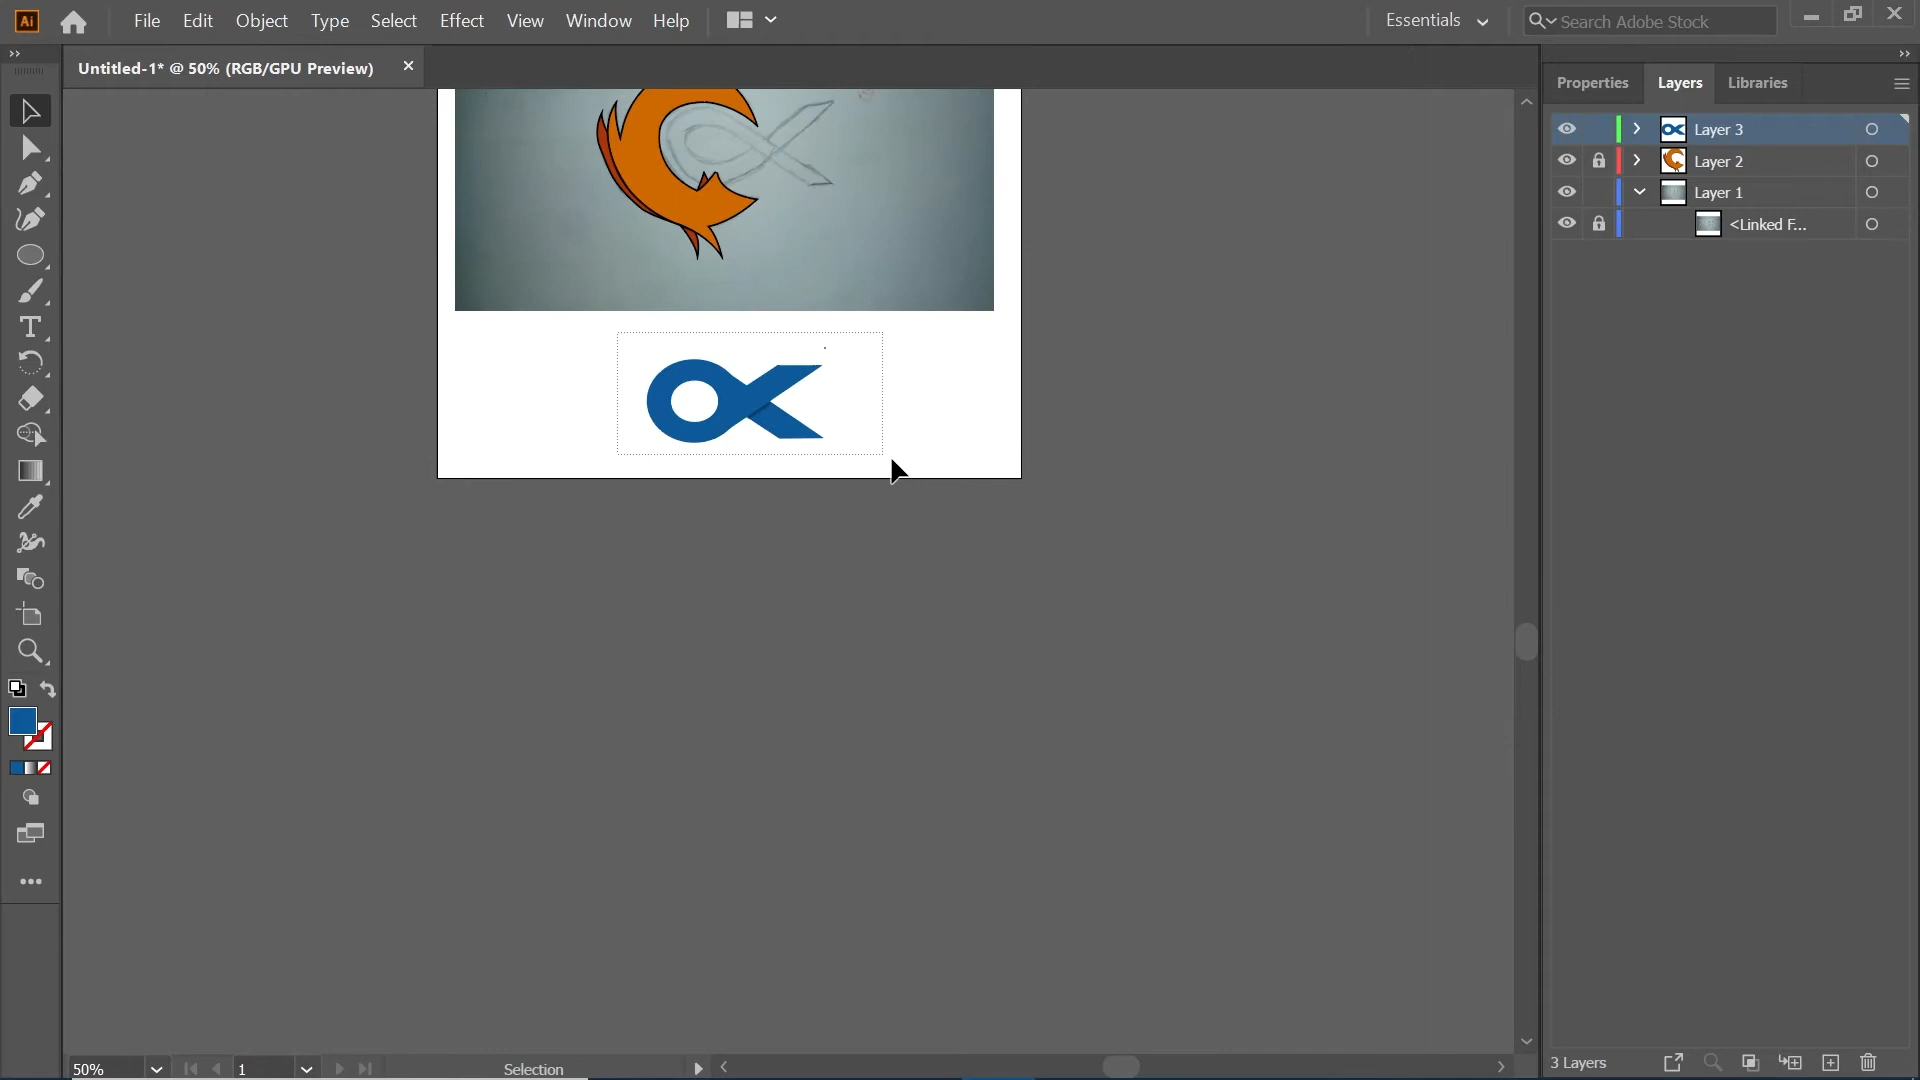 Ai File Edit Object Type Select Effect View Window Help Essentials Search Adobe Stock
Untitled-1* @ 50% (RGB/GPU Preview)
Properties Layers Libraries
Layer 3
Layer 2
Layer 1
<Linked F...
T
50% 1 Selection
3 Layers